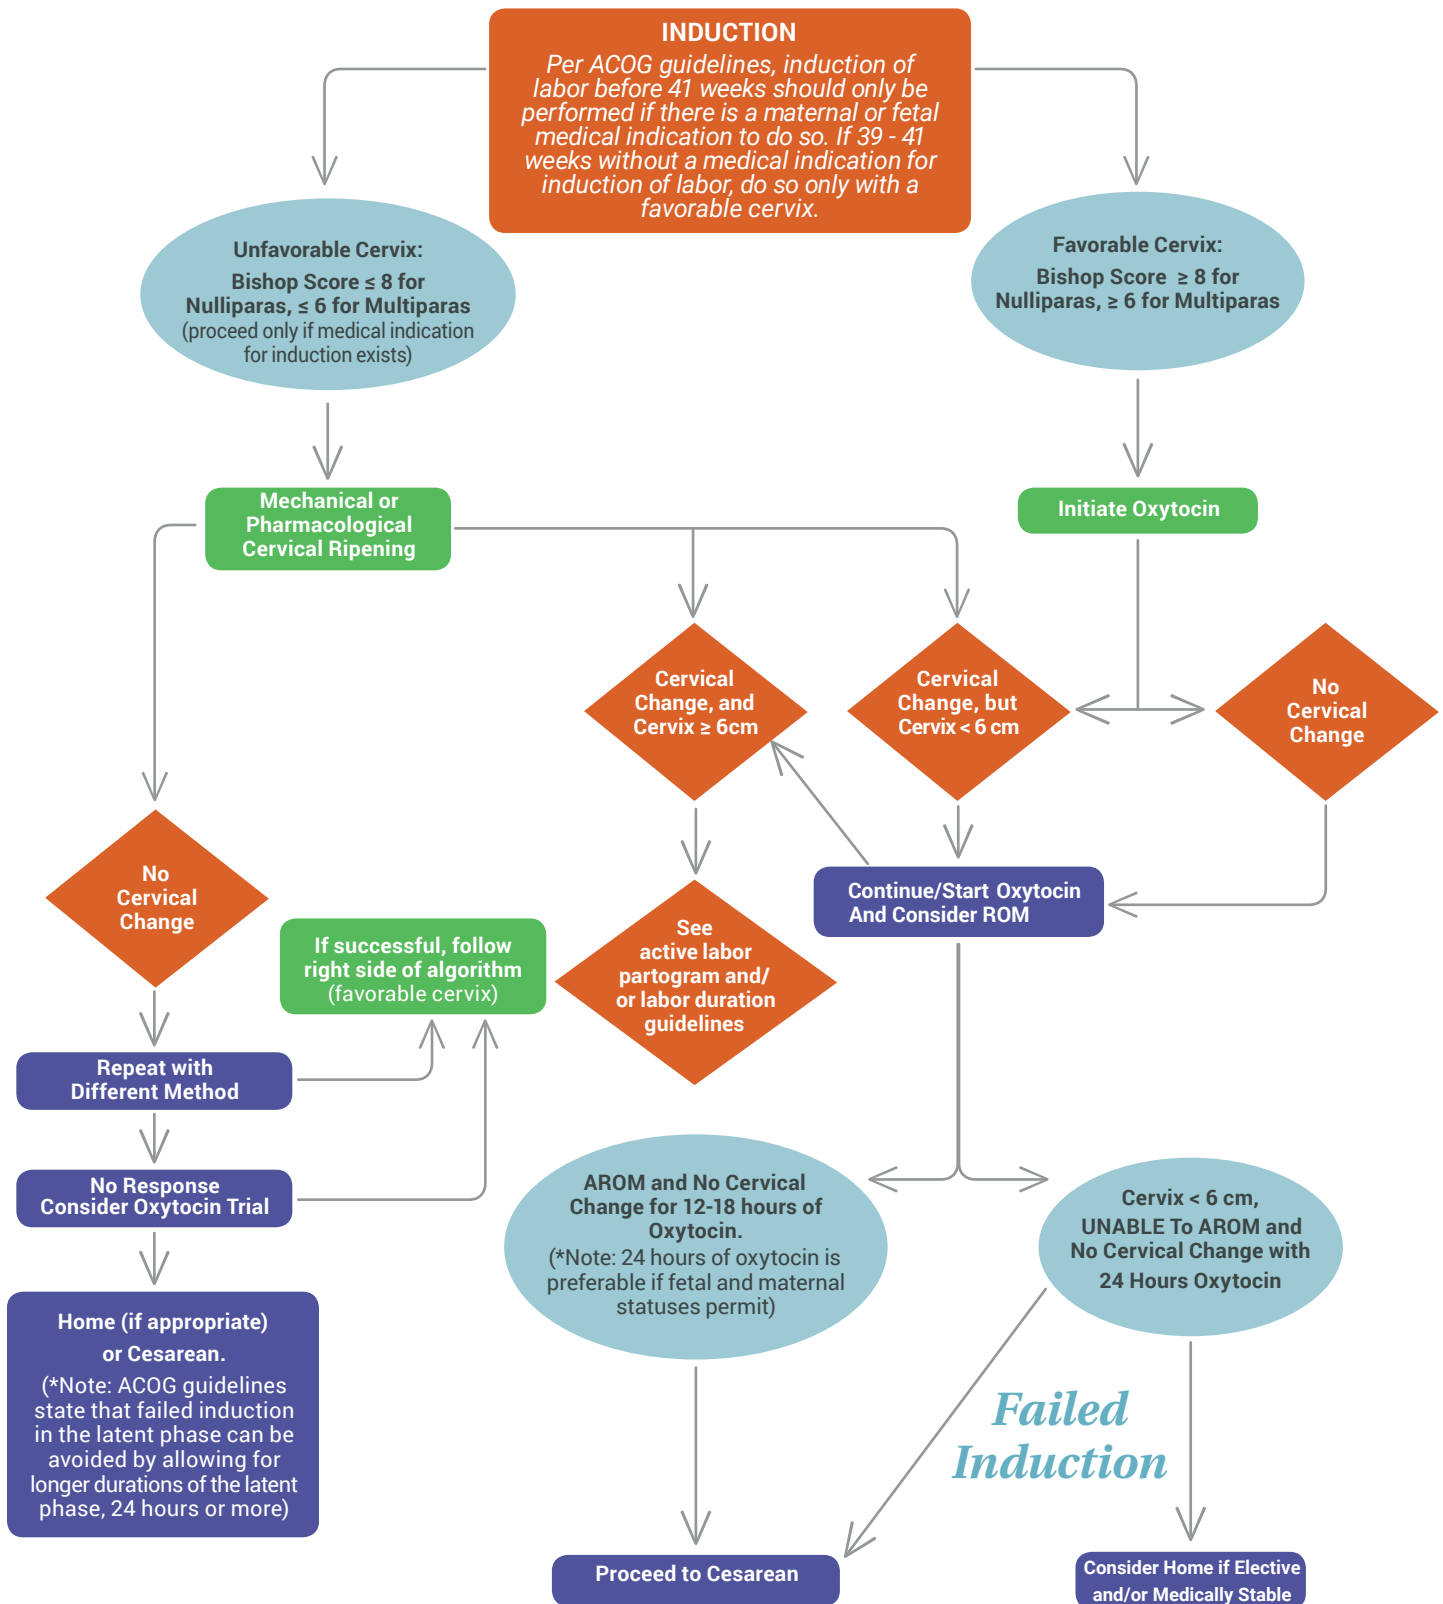 INDUCTION
Per ACOG guidelines, induction of
labor before 41 weeks should only be
performed if there is a maternal or fetal
medical indication to do so. If 39 - 41
weeks without a medical indication for
induction of labor, do so only with a
favorable cervix.
Unfavorable Cervix:
Bishop Score ≤ 8 for
Nulliparas, ≤ 6 for Multiparas
(proceed only if medical indication
for induction exists)
Favorable Cervix:
Bishop Score ≥ 8 for
Nulliparas, ≥ 6 for Multiparas
Mechanical or
Pharmacological
Cervical Ripening
Initiate Oxytocin
Cervical
Change, and
Cervix ≥ 6cm
Cervical
Change, but
Cervix < 6 cm
No
Cervical
Change
No
Cervical
Change
Continue/Start Oxytocin
And Consider ROM
If successful, follow
right side of algorithm
(favorable cervix)
See
active labor
partogram and/
or labor duration
guidelines
Repeat with
Different Method
No Response
Consider Oxytocin Trial
AROM and No Cervical
Change for 12-18 hours of
Oxytocin.
(*Note: 24 hours of oxytocin is
preferable if fetal and maternal
statuses permit)
Cervix < 6 cm,
UNABLE To AROM and
No Cervical Change with
24 Hours Oxytocin
Home (if appropriate)
or Cesarean.
(*Note: ACOG guidelines
state that failed induction
in the latent phase can be
avoided by allowing for
longer durations of the latent
phase, 24 hours or more)
Failed
Induction
Proceed to Cesarean
Consider Home if Elective
and/or Medically Stable